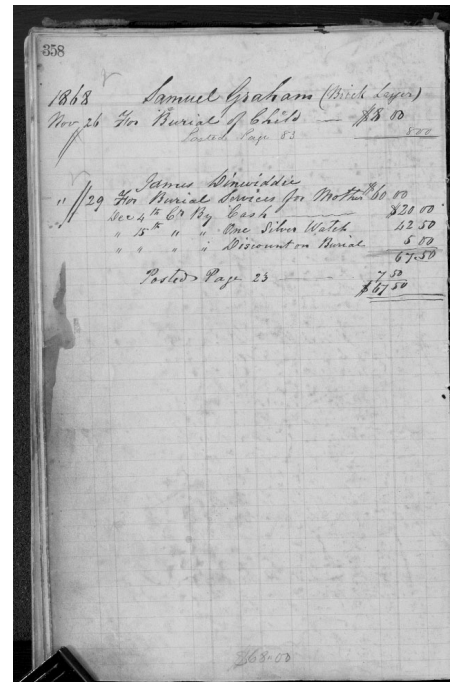 358
1868 Samuel Graham (Brick Layer)
Nov. 26 For Burial of Child — $8 00
Posted Page 83 800
James Dinwiddie
" 29 For Burial Services for Mother $60 00
Dec 4th Cr By Cash — $20 00
" 15th " " One Silver Watch 42 50
" " " " Discount on Burial 5 00
67.50
Posted Page 23 — 7 50
$67 50
$68.00